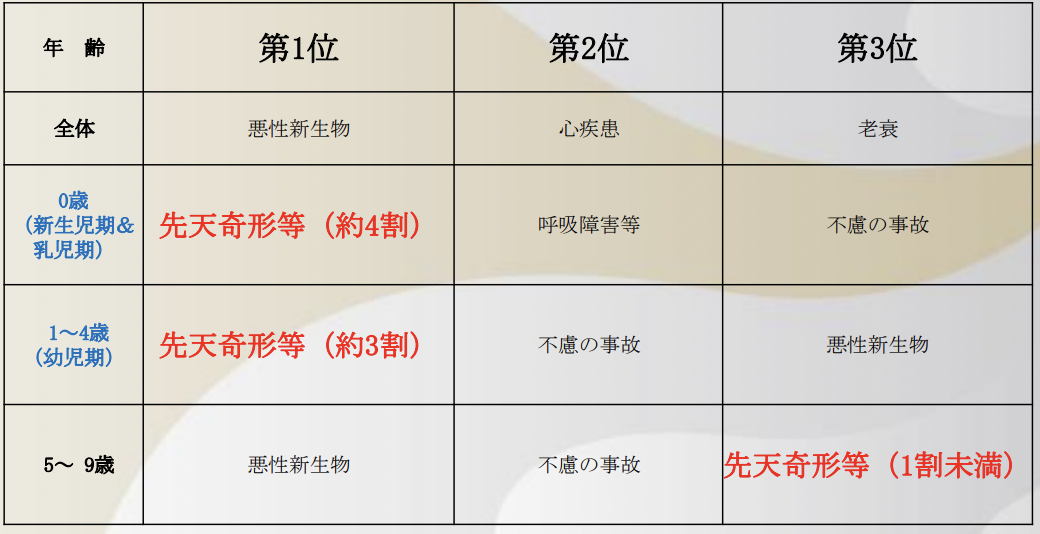 年　齢 第1位 第2位 第3位
全体 悪性新生物 心疾患 老衰
0歳
(新生児期&
乳児期) 先天奇形等 (約4割) 呼吸障害等 不慮の事故
1～4歳
(幼児期) 先天奇形等 (約3割) 不慮の事故 悪性新生物
5～ 9歳 悪性新生物 不慮の事故 先天奇形等 (1割未満)